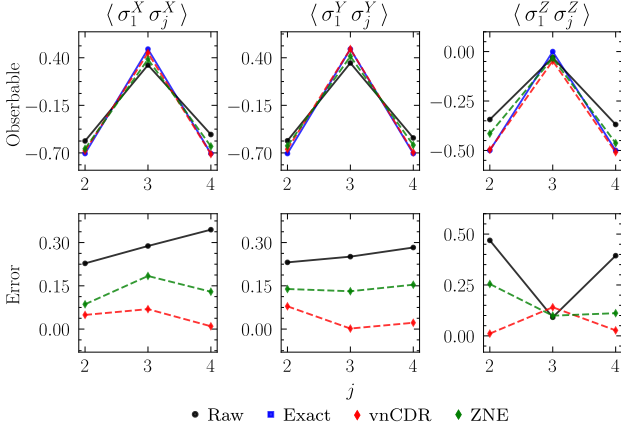 ⟨ σ₁ˣ σⱼˣ ⟩ ⟨ σ₁ʸ σⱼʸ ⟩ ⟨ σ₁ᶻ σⱼᶻ ⟩
Obserbable
0.40
−0.15
−0.70
2 3 4
0.40
−0.15
−0.70
2 3 4
0.00
−0.25
−0.50
2 3 4
Error
0.30
0.15
0.00
2 3 4
0.30
0.15
0.00
2 3 4
0.50
0.25
0.00
2 3 4
j
Raw Exact vnCDR ZNE